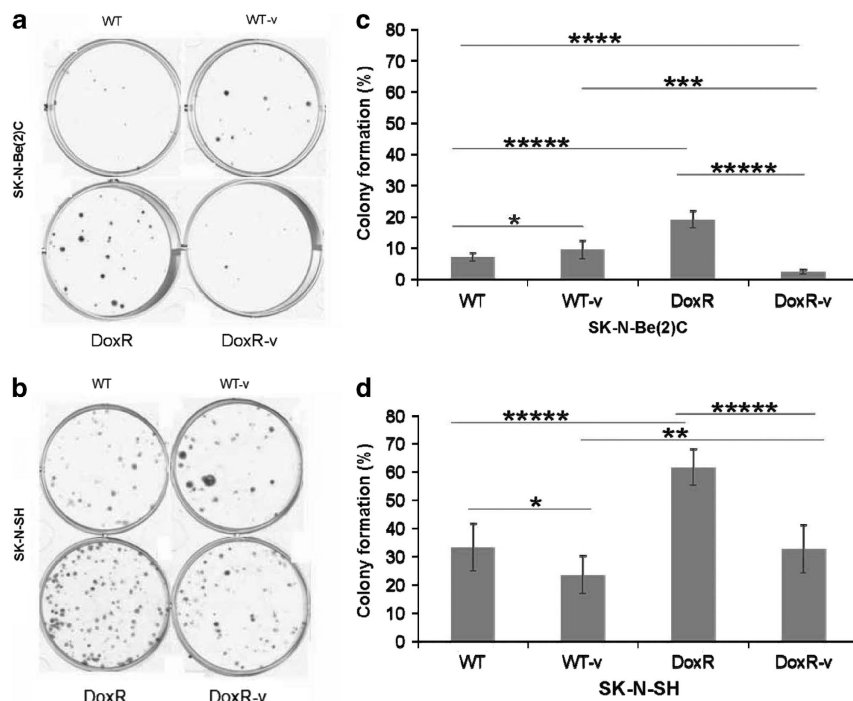 a
WT
WT-v
SK-N-Be(2)C
DoxR
DoxR-v
b
WT
WT-v
SK-N-SH
DoxR
DoxR-v
c
Colony formation (%)
80
70
60
50
40
30
20
10
0
****
***
*****
*****
*
WT
WT-v
DoxR
DoxR-v
SK-N-Be(2)C
d
Colony formation (%)
80
70
60
50
40
30
20
10
0
*****
*****
**
*
WT
WT-v
DoxR
DoxR-v
SK-N-SH